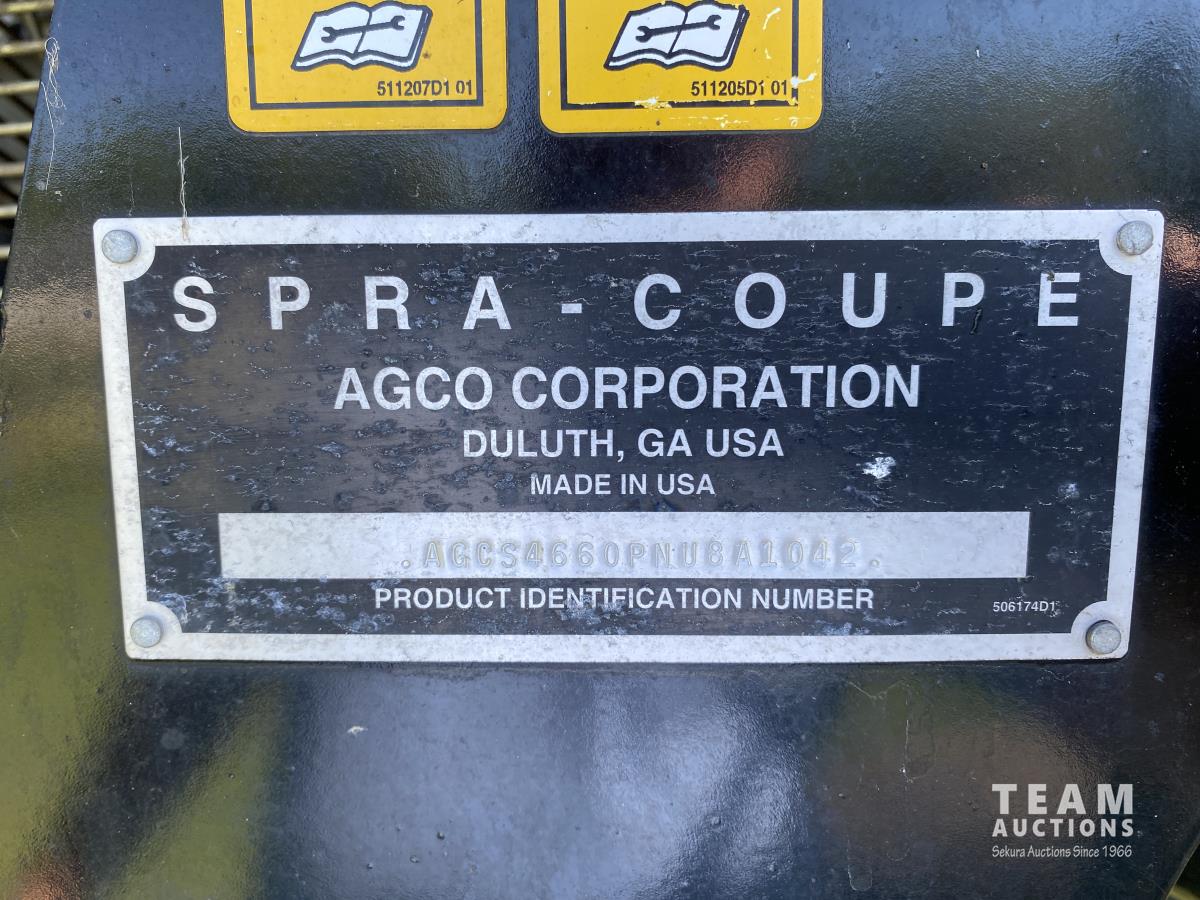 511207D1 01
511205D1 01
SPRA-COUPE
AGCO CORPORATION
DULUTH, GA USA
MADE IN USA
.AGCS4660PNU8A1042.
PRODUCT IDENTIFICATION NUMBER
506174D1
TEAM
AUCTIONS
Sekura Auctions Since 1966